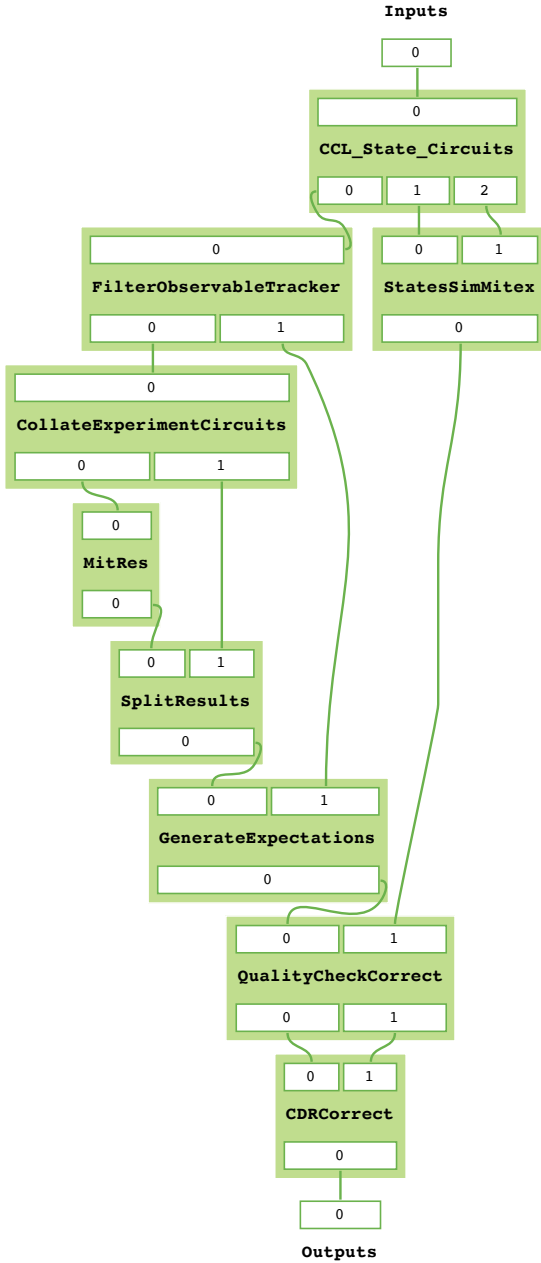 Inputs
0
0
CCL_State_Circuits
0 1 2
0 0 1
FilterObservableTracker StatesSimMitex
0 1 0
0
CollateExperimentCircuits
0 1
0
MitRes
0
0 1
SplitResults
0
0 1
GenerateExpectations
0
0 1
QualityCheckCorrect
0 1
0 1
CDRCorrect
0
0
Outputs